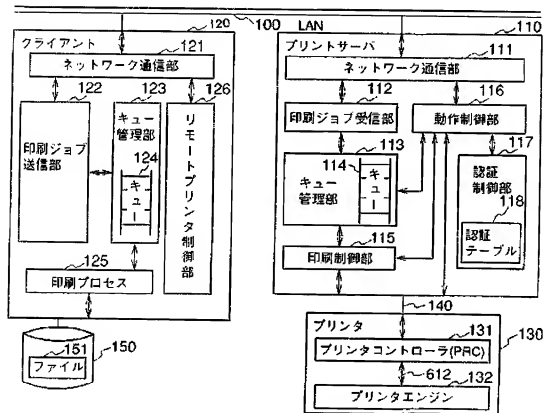 100
LAN
120
クライアント
121
ネットワーク通信部
122
123
126
印刷ジョブ
送信部
キュー
管理部
124
キュー
リモートプリンタ制御部
125
印刷プロセス
151
ファイル
150
110
プリントサーバ
111
ネットワーク通信部
112
116
印刷ジョブ受信部
動作制御部
113
117
キュー
管理部
114
キュー
認証
制御部
118
認証
テーブル
115
印刷制御部
140
プリンタ
130
131
プリンタコントローラ(PRC)
612
132
プリンタエンジン